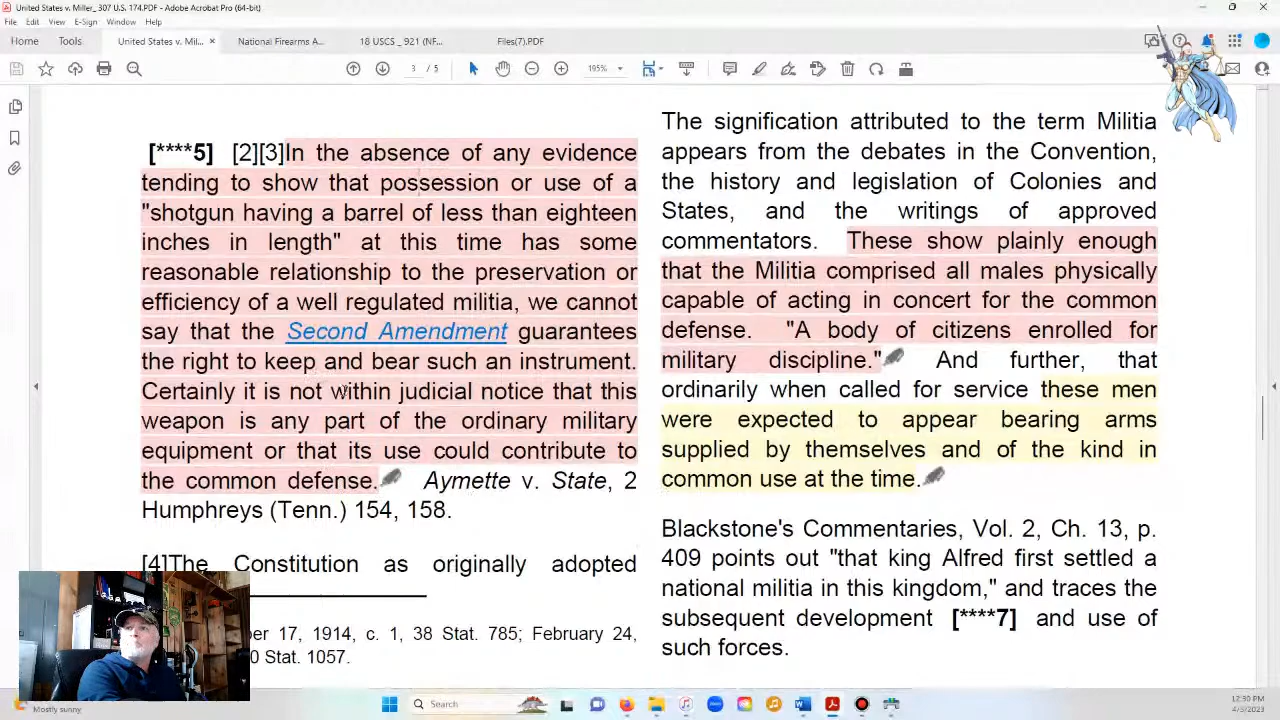 United States v. Miller_ 307 U.S. 174.PDF - Adobe Acrobat Pro (64-bit)
File Edit View E-Sign Window Help
Home Tools United States v. Mil... × National Firearms A... 18 USCS _ 921 (NF... Files(7).PDF
3 / 5 195%
[****5] [2][3]In the absence of any evidence
tending to show that possession or use of a
"shotgun having a barrel of less than eighteen
inches in length" at this time has some
reasonable relationship to the preservation or
efficiency of a well regulated militia, we cannot
say that the Second Amendment guarantees
the right to keep and bear such an instrument.
Certainly it is not within judicial notice that this
weapon is any part of the ordinary military
equipment or that its use could contribute to
the common defense. Aymette v. State, 2
Humphreys (Tenn.) 154, 158.
[4]The Constitution as originally adopted
ber 17, 1914, c. 1, 38 Stat. 785; February 24,
0 Stat. 1057.
The signification attributed to the term Militia
appears from the debates in the Convention,
the history and legislation of Colonies and
States, and the writings of approved
commentators. These show plainly enough
that the Militia comprised all males physically
capable of acting in concert for the common
defense. "A body of citizens enrolled for
military discipline." And further, that
ordinarily when called for service these men
were expected to appear bearing arms
supplied by themselves and of the kind in
common use at the time.
Blackstone's Commentaries, Vol. 2, Ch. 13, p.
409 points out "that king Alfred first settled a
national militia in this kingdom," and traces the
subsequent development [****7] and use of
such forces.
Mostly sunny
Search
12:30 PM
4/5/2023